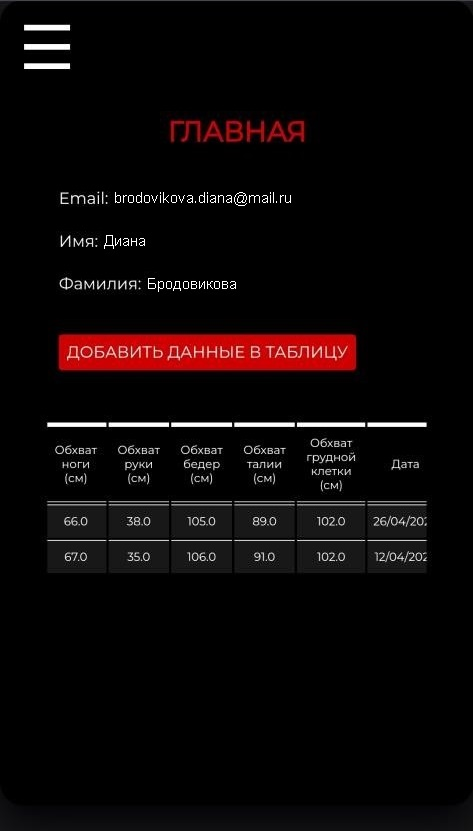 ГЛАВНАЯ
Email: brodovikova.diana@mail.ru
Имя: Диана
Фамилия: Бродовикова
ДОБАВИТЬ ДАННЫЕ В ТАБЛИЦУ
Обхват ноги (см) Обхват руки (см) Обхват бедер (см) Обхват талии (см) Обхват грудной клетки (см) Дата
66.0 38.0 105.0 89.0 102.0 26/04/202
67.0 35.0 106.0 91.0 102.0 12/04/202